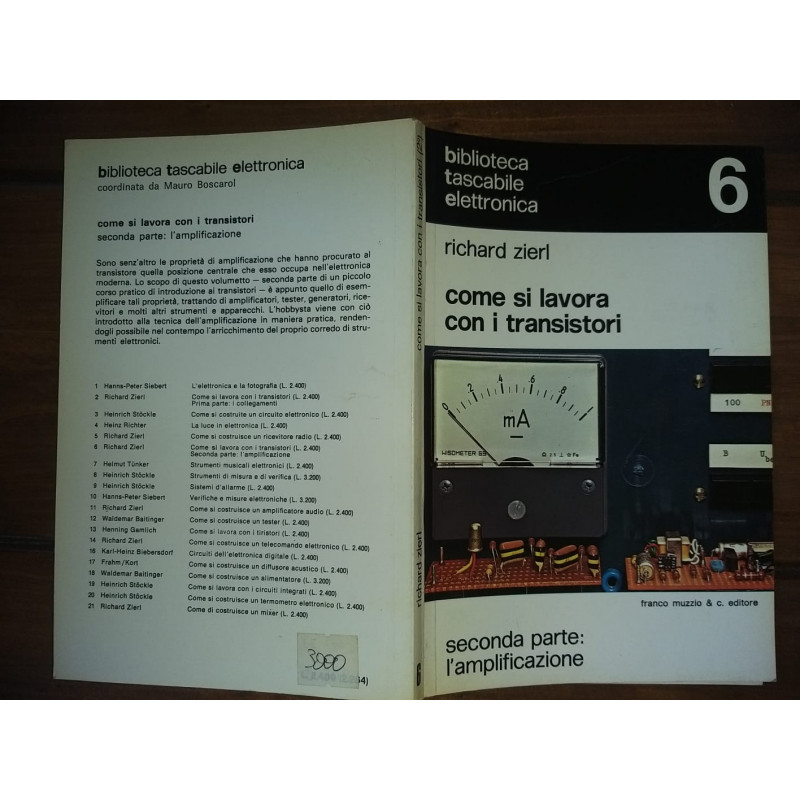 biblioteca tascabile elettronica
coordinata da Mauro Boscarol
come si lavora con i transistori
seconda parte: l'amplificazione
Sono senz'altro le proprietà di amplificazione che hanno procurato al
transistore quella posizione centrale che esso occupa nell'elettronica
moderna. Lo scopo di questo volumetto — seconda parte di un piccolo
corso pratico di introduzione ai transistori — è appunto quello di esem-
plificare tali proprietà, trattando di amplificatori, tester, generatori, rice-
vitori e molti altri strumenti e apparecchi. L'hobbysta viene con ciò
introdotto alla tecnica dell'amplificazione in maniera pratica, renden-
dogli possibile nel contempo l'arricchimento del proprio corredo di stru-
menti elettronici.
1 Hanns-Peter Siebert L'elettronica e la fotografia (L. 2.400)
2 Richard Zierl Come si lavora con i transistori (L. 2.400)
Prima parte: i collegamenti
3 Heinrich Stöckle Come si costruisce un circuito elettronico (L. 2.400)
4 Heinz Richter La luce in elettronica (L. 2.400)
5 Richard Zierl Come si costruisce un ricevitore radio (L. 2.400)
6 Richard Zierl Come si lavora con i transistori (L. 2.400)
Seconda parte: l'amplificazione
7 Helmut Tünker Strumenti musicali elettronici (L. 2.400)
8 Heinrich Stöckle Strumenti di misura e di verifica (L. 3.200)
9 Heinrich Stöckle Sistemi d'allarme (L. 2.400)
10 Hanns-Peter Siebert Verifiche e misure elettroniche (L. 3.200)
11 Richard Zierl Come si costruisce un amplificatore audio (L. 2.400)
12 Waldemar Baitinger Come si costruisce un tester (L. 2.400)
13 Henning Gamlich Come si lavora con i tiristori (L. 2.400)
14 Richard Zierl Come si costruisce un telecomando elettronico (L. 2.400)
16 Karl-Heinz Biebersdorf Circuiti dell'elettronica digitale (L. 2.400)
17 Frahm/Kort Come si costruisce un diffusore acustico (L. 2.400)
18 Waldemar Baitinger Come si costruisce un alimentatore (L. 3.200)
19 Heinrich Stöckle Come si lavora con i circuiti integrati (L. 2.400)
20 Heinrich Stöckle Come si costruisce un termometro elettronico (L. 2.400)
21 Richard Zierl Come di costruisce un mixer (L. 2.400)
3000
come si lavora con i transistori (2ª)
richard zierl
6
biblioteca
tascabile
elettronica
6
richard zierl
come si lavora
con i transistori
0 .2 .4 .6 .8 1
mA
100
B
franco muzzio & c. editore
seconda parte:
l'amplificazione